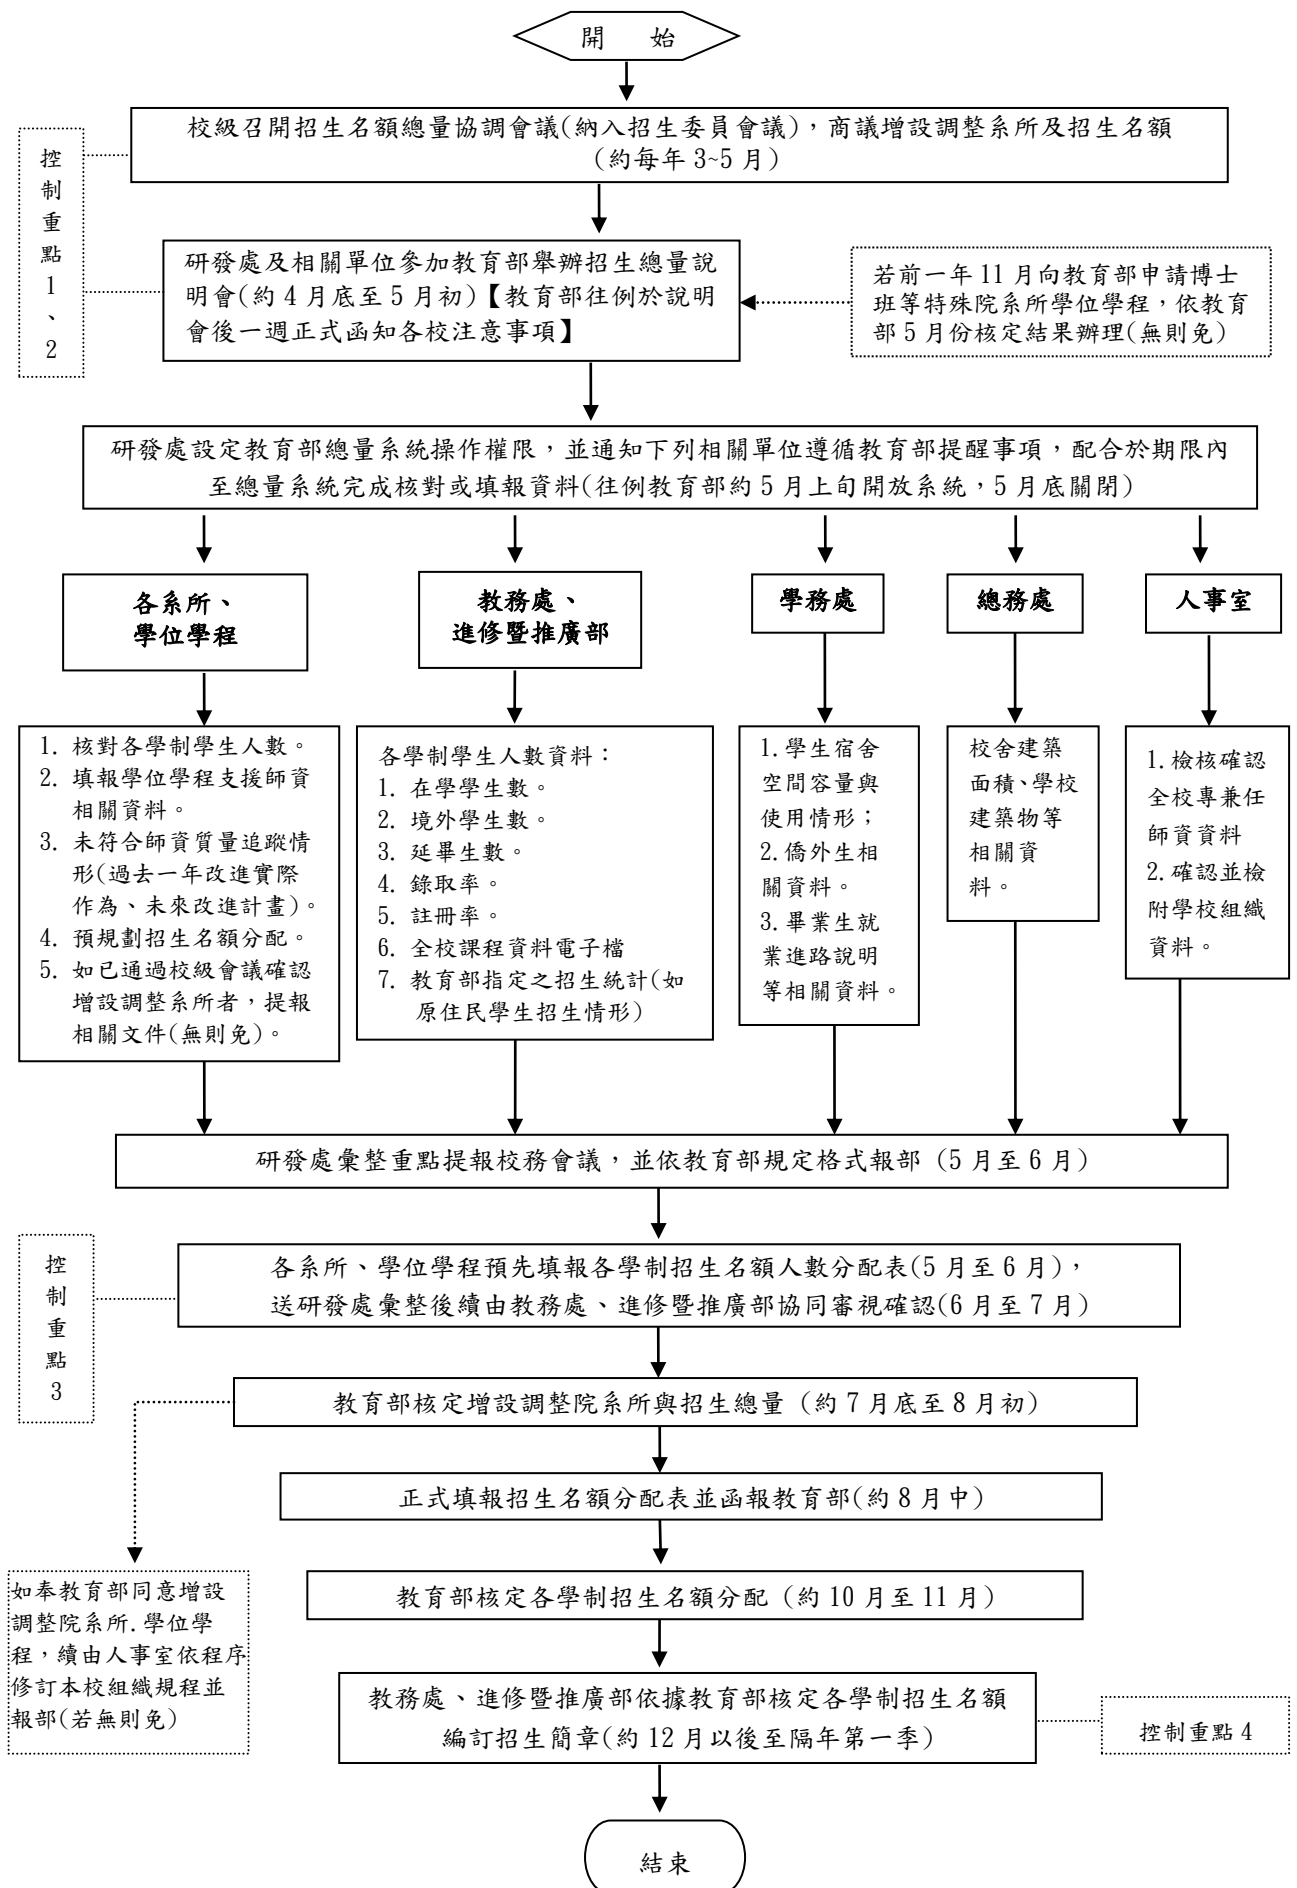 開　始
校級召開招生名額總量協調會議(納入招生委員會議)，商議增設調整系所及招生名額
(約每年 3~5 月)
控
制
重
點
1
、
2
研發處及相關單位參加教育部舉辦招生總量說
明會(約 4 月底至 5 月初)【教育部往例於說明
會後一週正式函知各校注意事項】
若前一年 11 月向教育部申請博士
班等特殊院系所學位學程，依教育
部 5 月份核定結果辦理(無則免)
研發處設定教育部總量系統操作權限，並通知下列相關單位遵循教育部提醒事項，配合於期限內
至總量系統完成核對或填報資料(往例教育部約 5 月上旬開放系統，5 月底關閉)
各系所、
學位學程
教務處、
進修暨推廣部
學務處
總務處
人事室
1. 核對各學制學生人數。
2. 填報學位學程支援師資
相關資料。
3. 未符合師資質量追蹤情
形(過去一年改進實際
作為、未來改進計畫)。
4. 預規劃招生名額分配。
5. 如已通過校級會議確認
增設調整系所者，提報
相關文件(無則免)。
各學制學生人數資料：
1. 在學學生數。
2. 境外學生數。
3. 延畢生數。
4. 錄取率。
5. 註冊率。
6. 全校課程資料電子檔
7. 教育部指定之招生統計(如
原住民學生招生情形)
1.學生宿舍
空間容量與
使用情形；
2.僑外生相
關資料。
3.畢業生就
業進路說明
等相關資料。
校舍建築
面積、學校
建築物等
相關資
料。
1.檢核確認
全校專兼任
師資資料
2.確認並檢
附學校組織
資料。
研發處彙整重點提報校務會議，並依教育部規定格式報部 (5 月至 6 月)
控
制
重
點
3
各系所、學位學程預先填報各學制招生名額人數分配表(5 月至 6 月)，
送研發處彙整後續由教務處、進修暨推廣部協同審視確認(6 月至 7 月)
教育部核定增設調整院系所與招生總量 (約 7 月底至 8 月初)
正式填報招生名額分配表並函報教育部(約 8 月中)
如奉教育部同意增設
調整院系所.學位學
程，續由人事室依程序
修訂本校組織規程並
報部(若無則免)
教育部核定各學制招生名額分配 (約 10 月至 11 月)
教務處、進修暨推廣部依據教育部核定各學制招生名額
編訂招生簡章(約 12 月以後至隔年第一季)
控制重點 4
結束